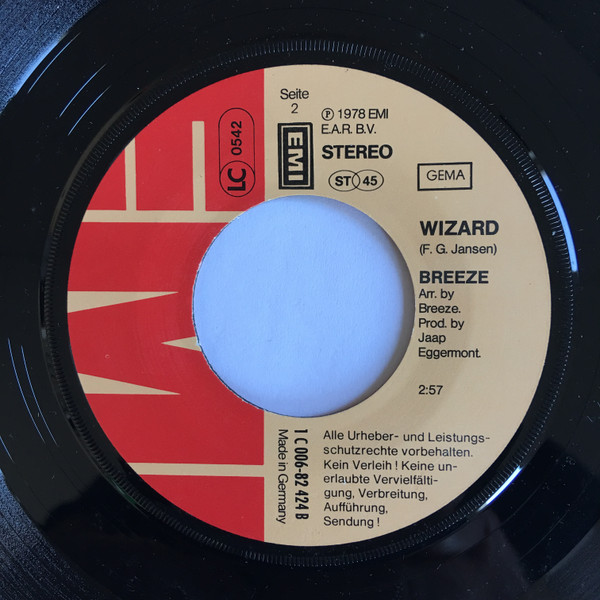 Seite
2
℗ 1978 EMI
E.A.R. B.V.
LC 0542
EMI
STEREO
ST 45
GEMA
WIZARD
(F. G. Jansen)
BREEZE
Arr. by
Breeze.
Prod. by
Jaap
Eggermont.
2:57
1 C 006-82 424 B
Made in Germany
Alle Urheber- und Leistungs-
schutzrechte vorbehalten.
Kein Verleih! Keine un-
erlaubte Vervielfälti-
gung, Verbreitung,
Aufführung,
Sendung!
EMI